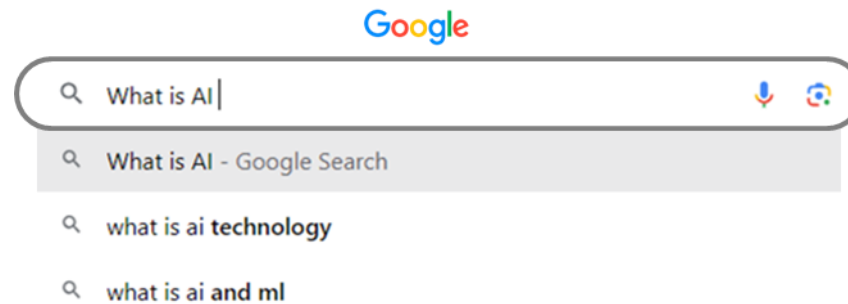 Google
What is AI
What is AI - Google Search
what is ai technology
what is ai and ml